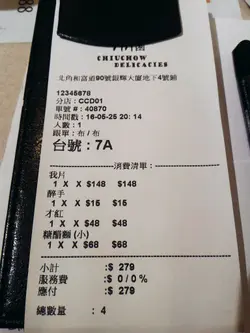 CHIUCHOW
DELICACIES
北角和富道90號銀輝大廈地下4號舖
12345678
分店 : CCD01
單號 # : 40870
時間數 : 16-05-25 20:14
人數 : 1
跟單 : 布 / 布
台號 : 7A
消費清單 :
我片
1 X X $148 $148
醉手
1 X X $15 $15
才魟
1 X X $48 $48
糖醋麵 (小)
1 X X $68 $68
小計 :$ 279
服務費 :$ 0 / 0%
應付 :$ 279
總數量 : 4